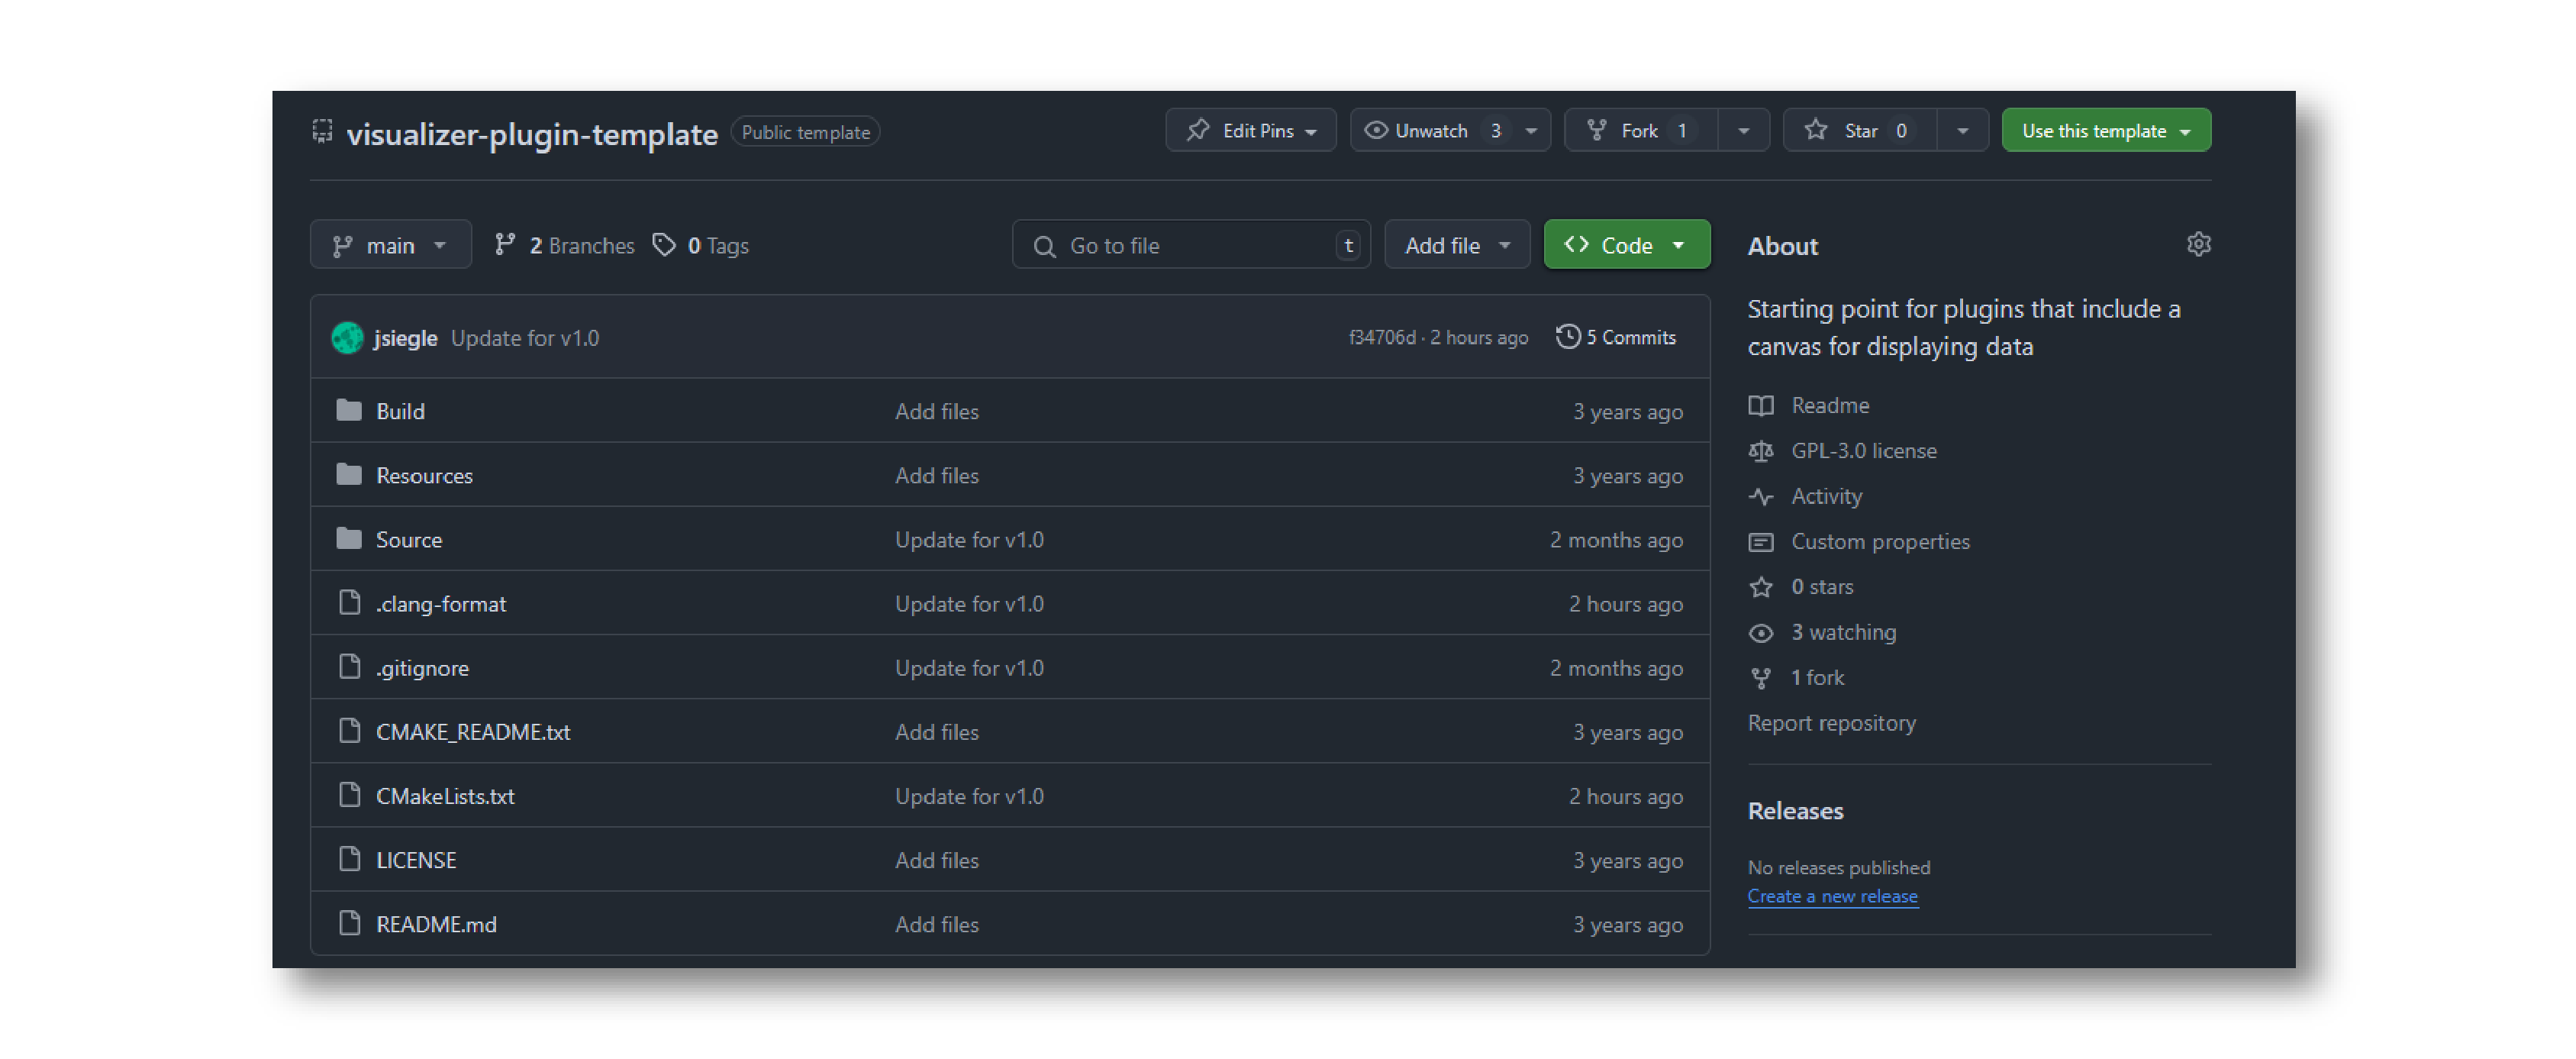 visualizer-plugin-template Public template Edit Pins Unwatch 3 Fork 1 Star 0 Use this template
main 2 Branches 0 Tags Go to file t Add file Code
jsiegle Update for v1.0 f34706d · 2 hours ago 5 Commits
Build Add files 3 years ago
Resources Add files 3 years ago
Source Update for v1.0 2 months ago
.clang-format Update for v1.0 2 hours ago
.gitignore Update for v1.0 2 months ago
CMAKE_README.txt Add files 3 years ago
CMakeLists.txt Update for v1.0 2 hours ago
LICENSE Add files 3 years ago
README.md Add files 3 years ago
About
Starting point for plugins that include a
canvas for displaying data
Readme
GPL-3.0 license
Activity
Custom properties
0 stars
3 watching
1 fork
Report repository
Releases
No releases published
Create a new release